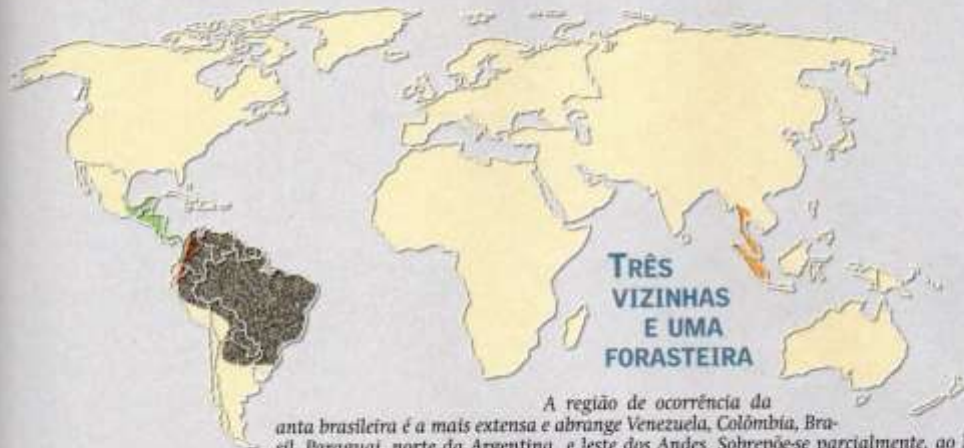 TRÊS
VIZINHAS
E UMA
FORASTEIRA
A região de ocorrência da
anta brasileira é a mais extensa e abrange Venezuela, Colômbia, Bra-
sil, Paraguai, norte da Argentina, e leste dos Andes. Sobrepõe-se parcialmente, ao